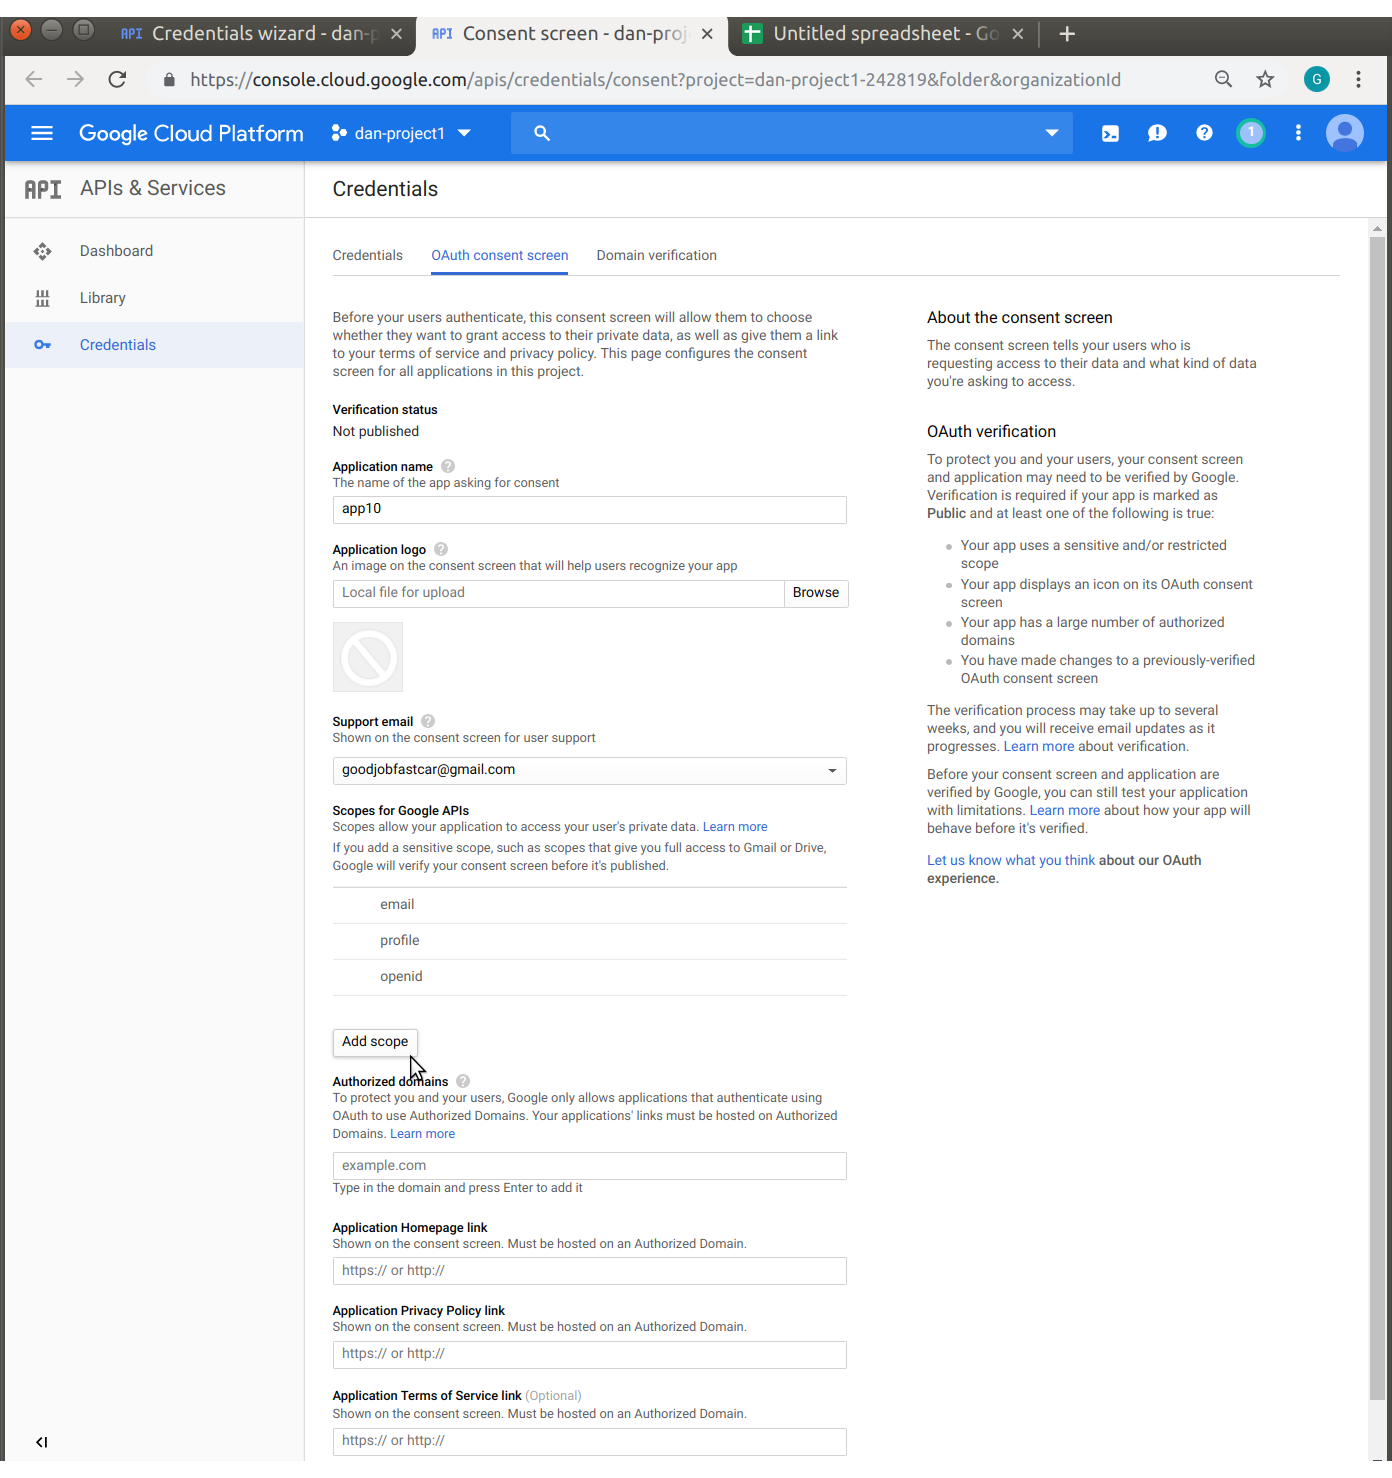 API Credentials wizard - dan-p
API Consent screen - dan-proj
Untitled spreadsheet - Go
https://console.cloud.google.com/apis/credentials/consent?project=dan-project1-242819&folder&organizationId
G
Google Cloud Platform
dan-project1
1
API APIs & Services
Credentials
Dashboard
Library
Credentials
Credentials
OAuth consent screen
Domain verification
Before your users authenticate, this consent screen will allow them to choose
whether they want to grant access to their private data, as well as give them a link
to your terms of service and privacy policy. This page configures the consent
screen for all applications in this project.
Verification status
Not published
Application name ?
The name of the app asking for consent
app10
Application logo ?
An image on the consent screen that will help users recognize your app
Local file for upload
Browse
Support email ?
Shown on the consent screen for user support
goodjobfastcar@gmail.com
Scopes for Google APIs
Scopes allow your application to access your user's private data. Learn more
If you add a sensitive scope, such as scopes that give you full access to Gmail or Drive,
Google will verify your consent screen before it's published.
email
profile
openid
Add scope
Authorized domains ?
To protect you and your users, Google only allows applications that authenticate using
OAuth to use Authorized Domains. Your applications' links must be hosted on Authorized
Domains. Learn more
example.com
Type in the domain and press Enter to add it
Application Homepage link
Shown on the consent screen. Must be hosted on an Authorized Domain.
https:// or http://
Application Privacy Policy link
Shown on the consent screen. Must be hosted on an Authorized Domain.
https:// or http://
Application Terms of Service link (Optional)
Shown on the consent screen. Must be hosted on an Authorized Domain.
https:// or http://
About the consent screen
The consent screen tells your users who is
requesting access to their data and what kind of data
you're asking to access.
OAuth verification
To protect you and your users, your consent screen
and application may need to be verified by Google.
Verification is required if your app is marked as
Public and at least one of the following is true:
Your app uses a sensitive and/or restricted
scope
Your app displays an icon on its OAuth consent
screen
Your app has a large number of authorized
domains
You have made changes to a previously-verified
OAuth consent screen
The verification process may take up to several
weeks, and you will receive email updates as it
progresses. Learn more about verification.
Before your consent screen and application are
verified by Google, you can still test your application
with limitations. Learn more about how your app will
behave before it's verified.
Let us know what you think about our OAuth
experience.